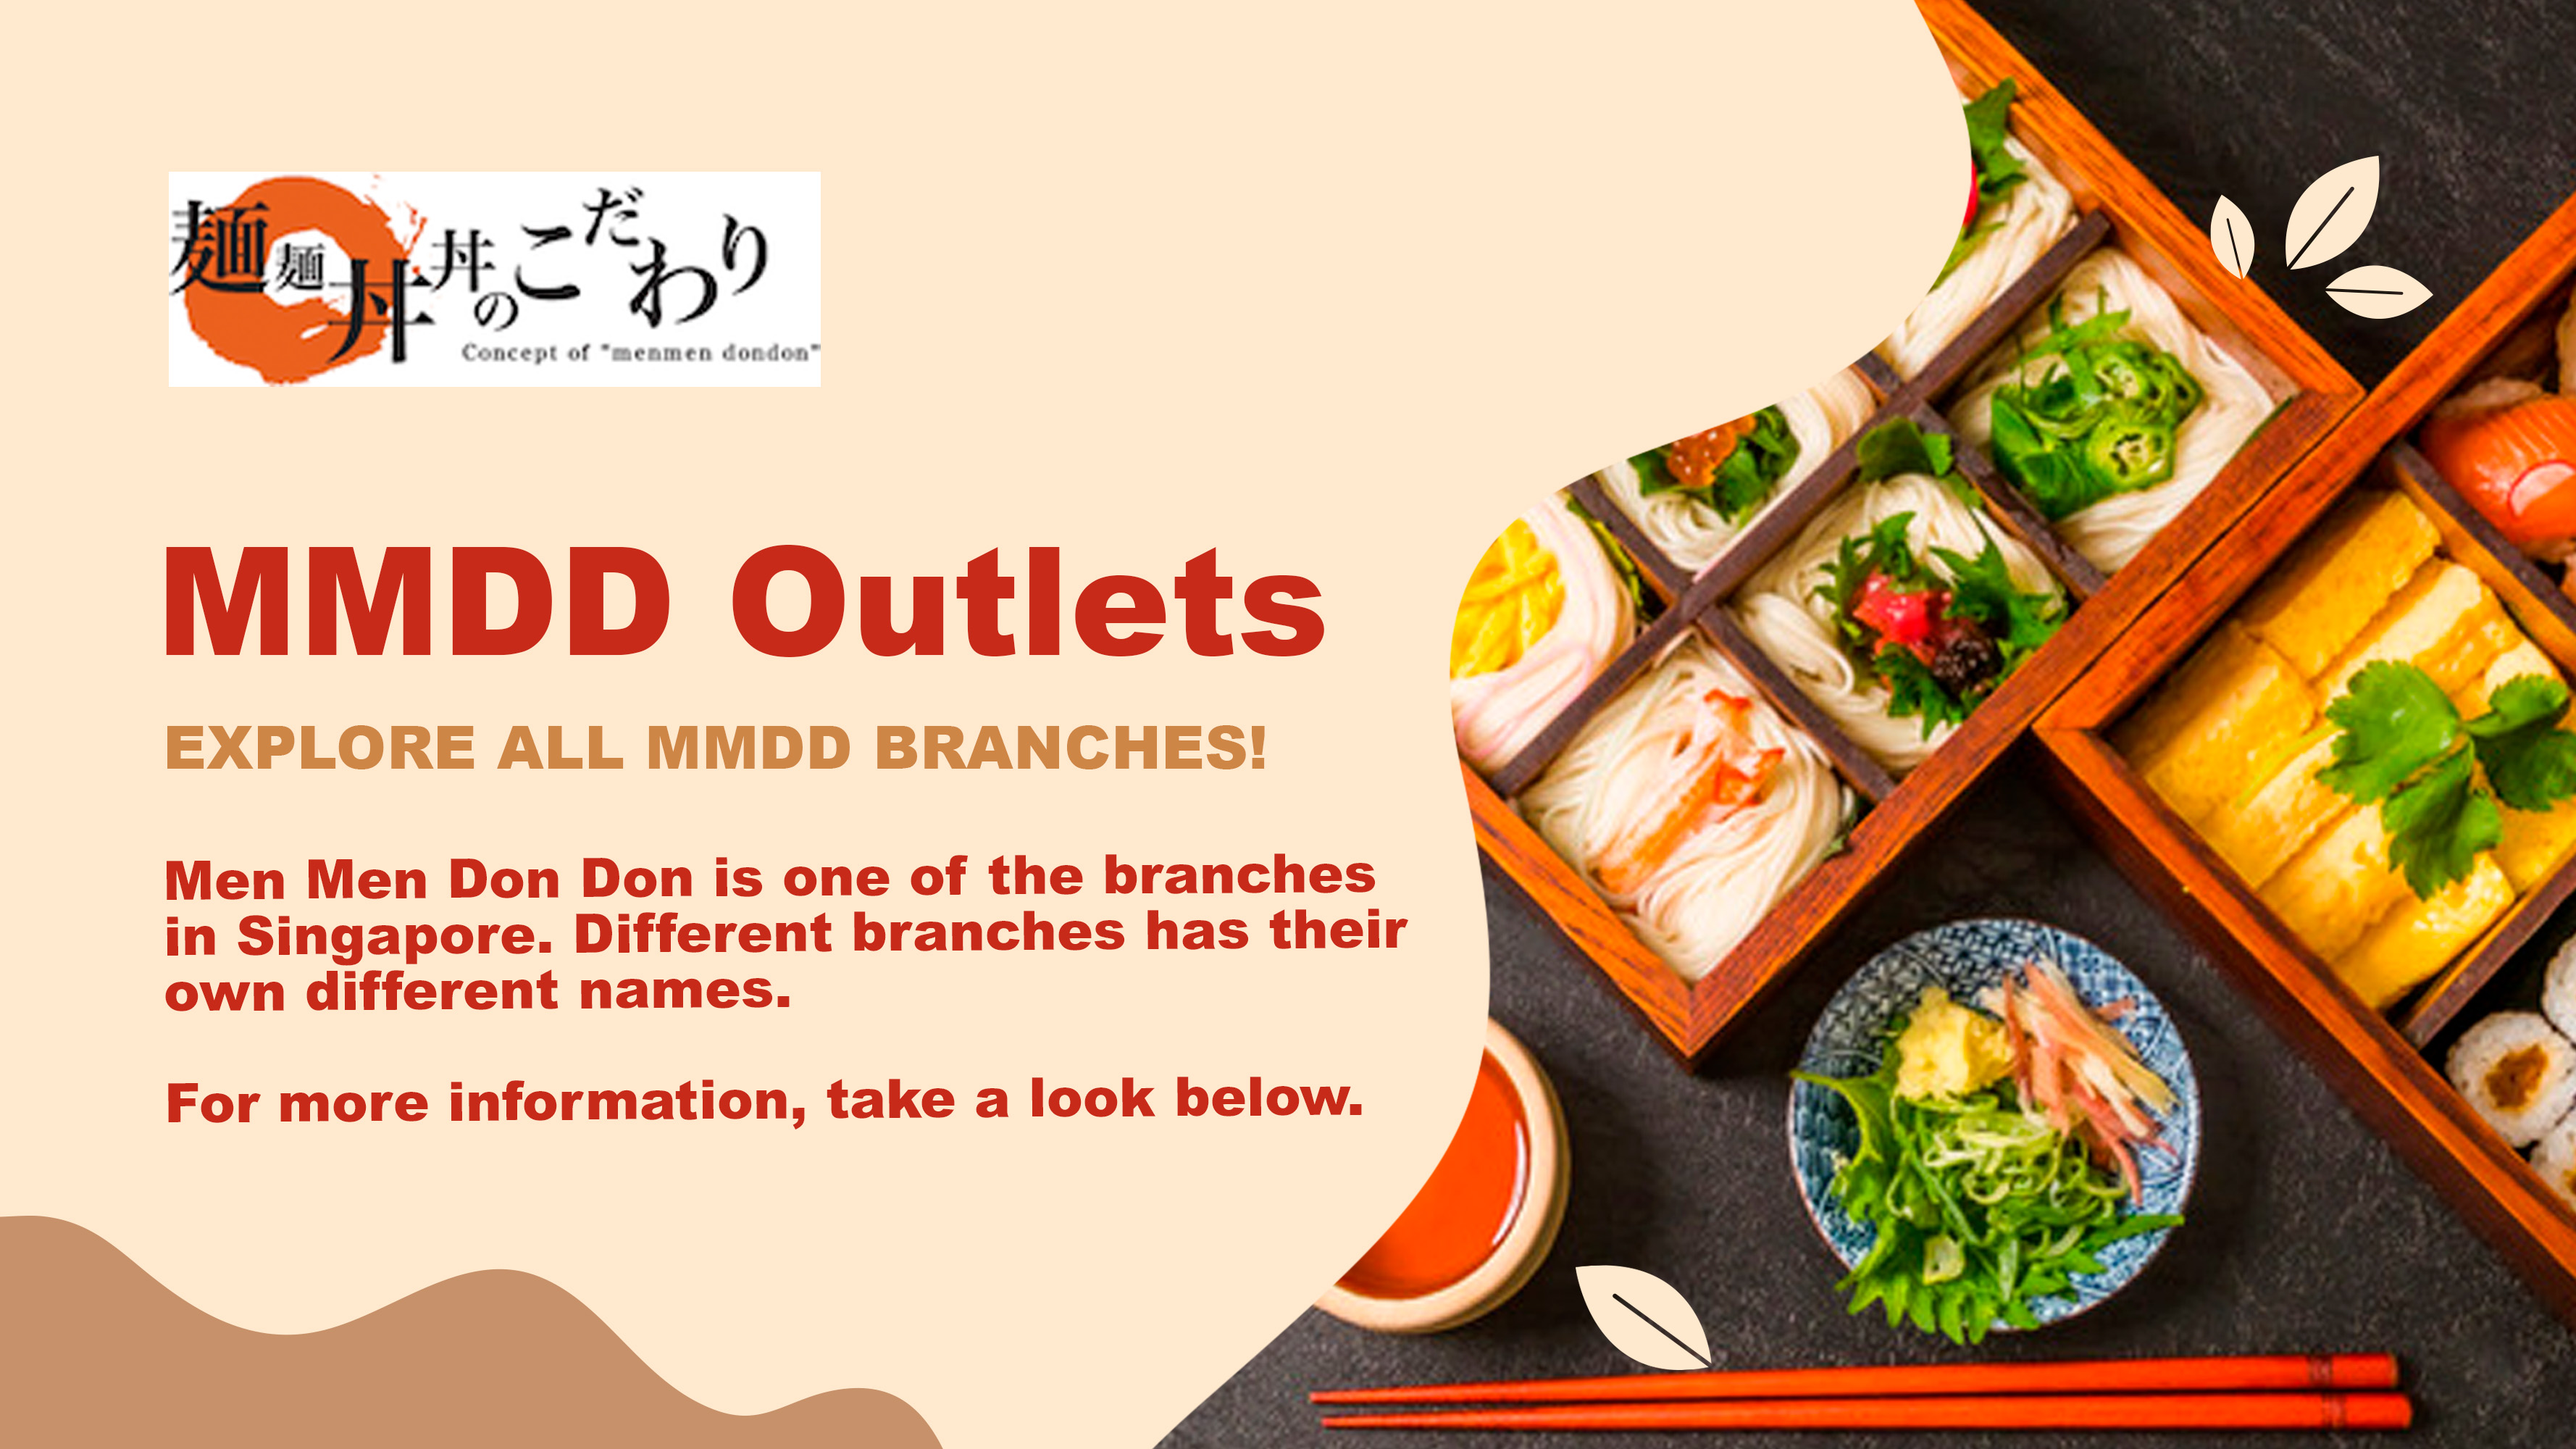 麺麺丼丼のこだわり
Concept of "menmen dondon"
MMDD Outlets
EXPLORE ALL MMDD BRANCHES!
Men Men Don Don is one of the branches
in Singapore. Different branches has their
own different names.
For more information, take a look below.